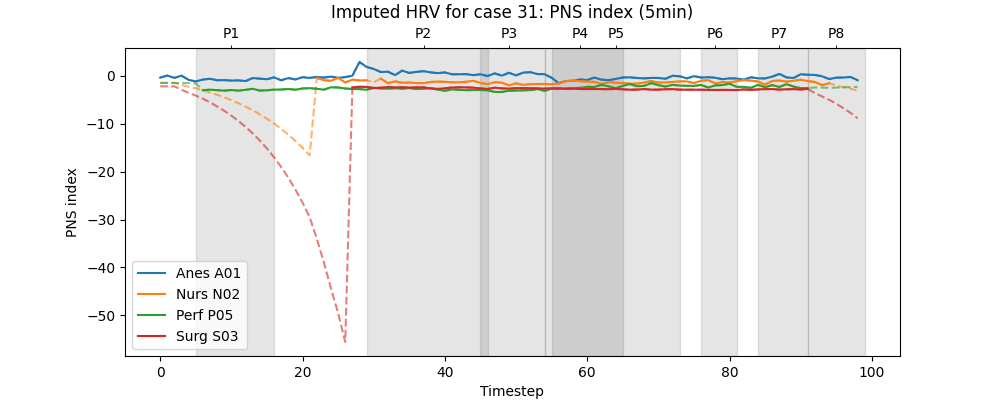 Imputed HRV for case 31: PNS index (5min)
P1 P2 P3 P4 P5 P6 P7 P8
PNS index
0
−10
−20
−30
−40
−50
Anes A01
Nurs N02
Perf P05
Surg S03
0 20 40 60 80 100
Timestep